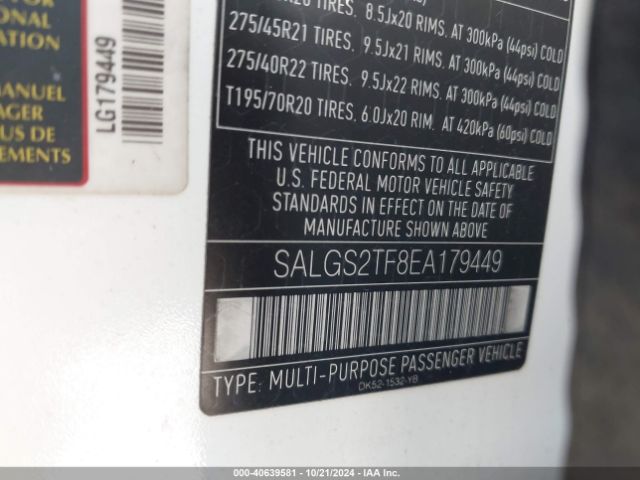 IONAL
ATION
MANUEL
AGER
US DE
EMENTS
LG179449
TIRES, 8.5Jx20 RIMS. AT 300kPa (44psi) COLD
275/45R21 TIRES, 9.5Jx21 RIMS, AT 300kPa (44psi) COLD
275/40R22 TIRES, 9.5Jx22 RIMS, AT 300kPa (44psi) COLD
T195/70R20 TIRES, 6.0Jx20 RIM, AT 420kPa (60psi) COLD
THIS VEHICLE CONFORMS TO ALL APPLICABLE
U.S. FEDERAL MOTOR VEHICLE SAFETY
STANDARDS IN EFFECT ON THE DATE OF
MANUFACTURE SHOWN ABOVE
SALGS2TF8EA179449
TYPE: MULTI-PURPOSE PASSENGER VEHICLE
DK52-1532-YB
000-40639581 - 10/21/2024 - IAA Inc.